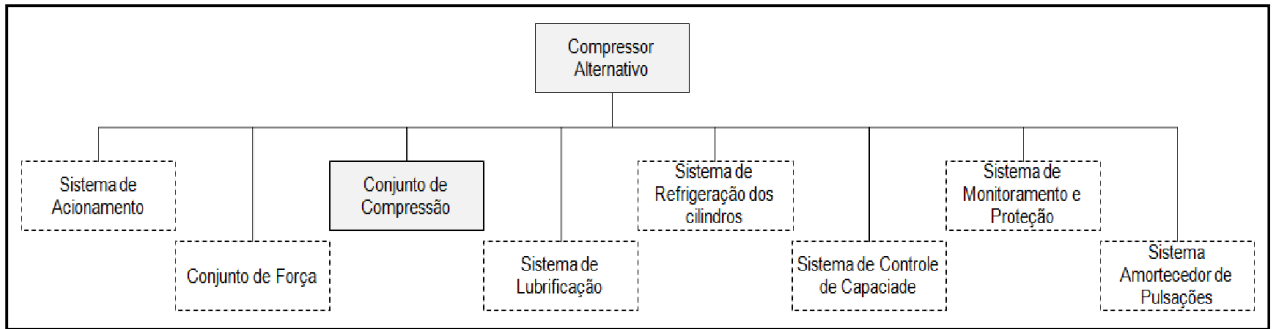 Compressor
Alternativo
Sistema de
Acionamento
Conjunto de Força
Conjunto de
Compressão
Sistema de
Lubrificação
Sistema de
Refrigeração dos
cilindros
Sistema de Controle
de Capaciade
Sistema de
Monitoramento e
Proteção
Sistema
Amortecedor de
Pulsações